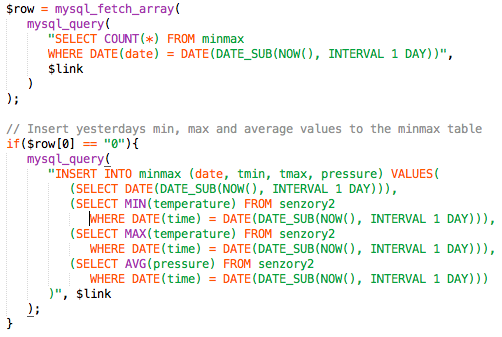 $row = mysql_fetch_array(
mysql_query(
"SELECT COUNT(*) FROM minmax
WHERE DATE(date) = DATE(DATE_SUB(NOW(), INTERVAL 1 DAY))",
$link
)
);
// Insert yesterdays min, max and average values to the minmax table
if($row[0] == "0"){
mysql_query(
"INSERT INTO minmax (date, tmin, tmax, pressure) VALUES(
(SELECT DATE(DATE_SUB(NOW(), INTERVAL 1 DAY))),
(SELECT MIN(temperature) FROM senzory2
WHERE DATE(time) = DATE(DATE_SUB(NOW(), INTERVAL 1 DAY))),
(SELECT MAX(temperature) FROM senzory2
WHERE DATE(time) = DATE(DATE_SUB(NOW(), INTERVAL 1 DAY))),
(SELECT AVG(pressure) FROM senzory2
WHERE DATE(time) = DATE(DATE_SUB(NOW(), INTERVAL 1 DAY)))
)", $link
);
}